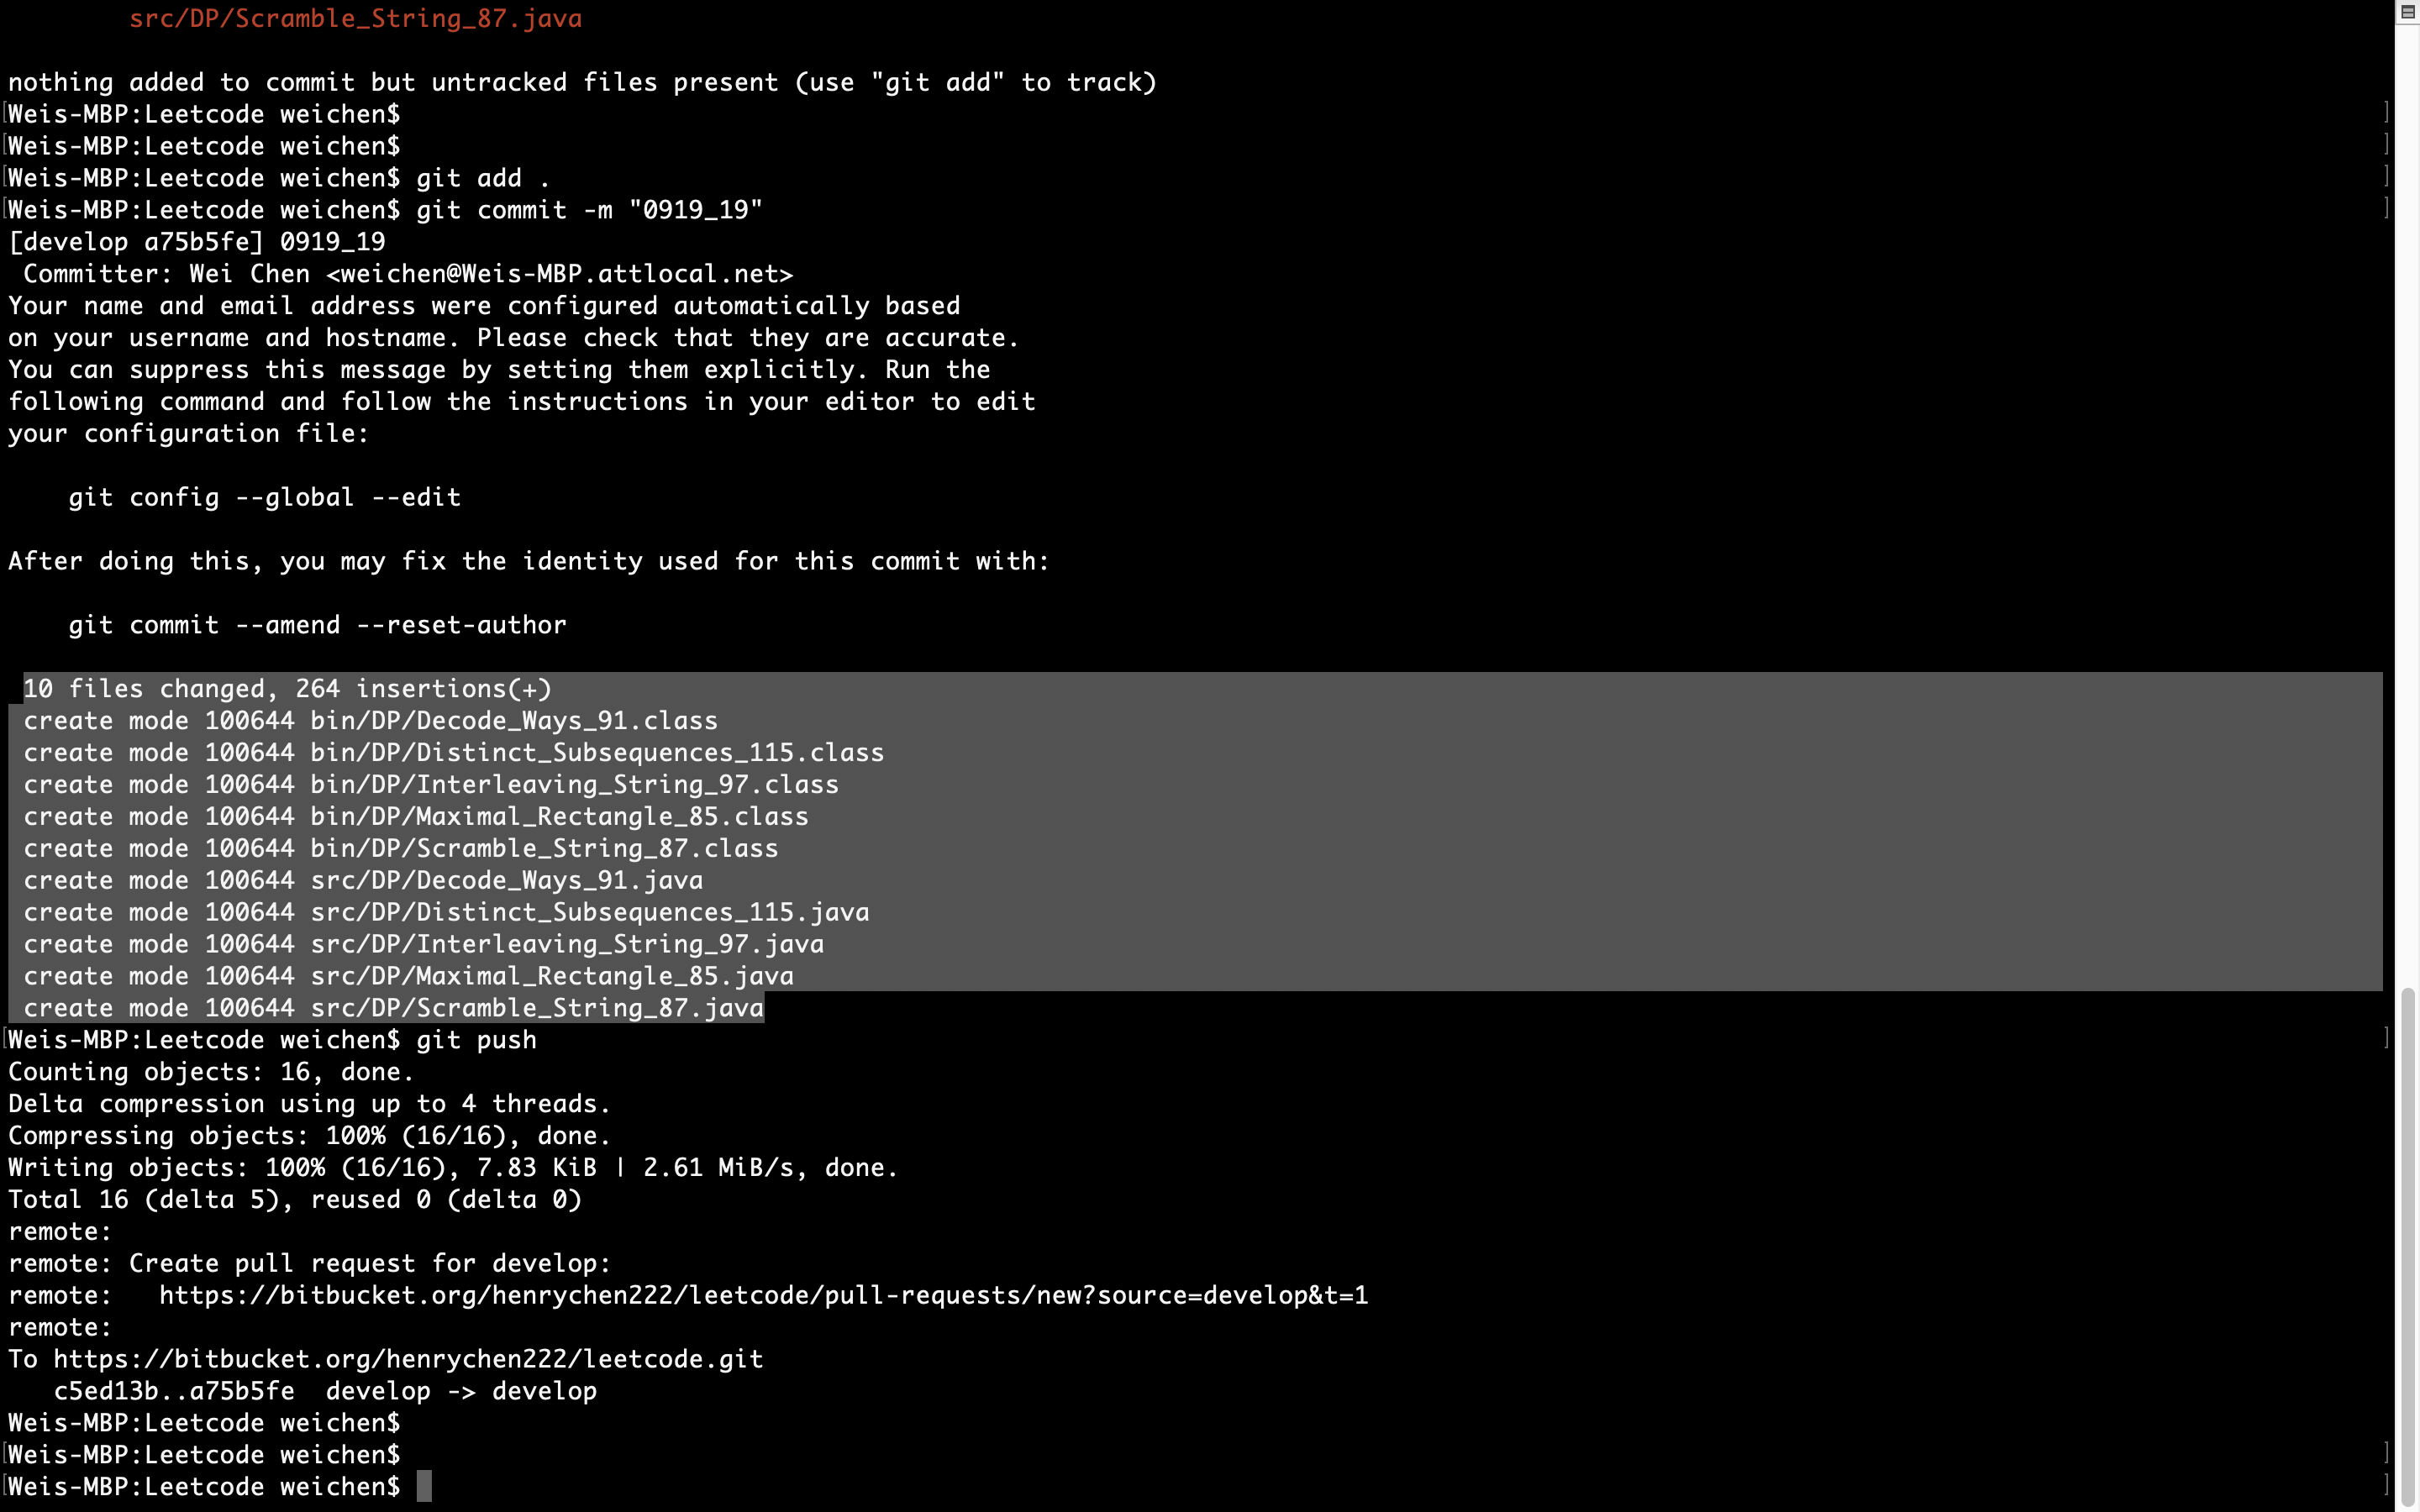 src/DP/Scramble_String_87.java
nothing added to commit but untracked files present (use "git add" to track)
Weis-MBP:Leetcode weichen$
Weis-MBP:Leetcode weichen$
Weis-MBP:Leetcode weichen$ git add .
Weis-MBP:Leetcode weichen$ git commit -m "0919_19"
[develop a75b5fe] 0919_19
Committer: Wei Chen <weichen@Weis-MBP.attlocal.net>
Your name and email address were configured automatically based
on your username and hostname. Please check that they are accurate.
You can suppress this message by setting them explicitly. Run the
following command and follow the instructions in your editor to edit
your configuration file:
git config --global --edit
After doing this, you may fix the identity used for this commit with:
git commit --amend --reset-author
10 files changed, 264 insertions(+)
create mode 100644 bin/DP/Decode_Ways_91.class
create mode 100644 bin/DP/Distinct_Subsequences_115.class
create mode 100644 bin/DP/Interleaving_String_97.class
create mode 100644 bin/DP/Maximal_Rectangle_85.class
create mode 100644 bin/DP/Scramble_String_87.class
create mode 100644 src/DP/Decode_Ways_91.java
create mode 100644 src/DP/Distinct_Subsequences_115.java
create mode 100644 src/DP/Interleaving_String_97.java
create mode 100644 src/DP/Maximal_Rectangle_85.java
create mode 100644 src/DP/Scramble_String_87.java
Weis-MBP:Leetcode weichen$ git push
Counting objects: 16, done.
Delta compression using up to 4 threads.
Compressing objects: 100% (16/16), done.
Writing objects: 100% (16/16), 7.83 KiB | 2.61 MiB/s, done.
Total 16 (delta 5), reused 0 (delta 0)
remote:
remote: Create pull request for develop:
remote:   https://bitbucket.org/henrychen222/leetcode/pull-requests/new?source=develop&t=1
remote:
To https://bitbucket.org/henrychen222/leetcode.git
c5ed13b..a75b5fe  develop -> develop
Weis-MBP:Leetcode weichen$
Weis-MBP:Leetcode weichen$
Weis-MBP:Leetcode weichen$